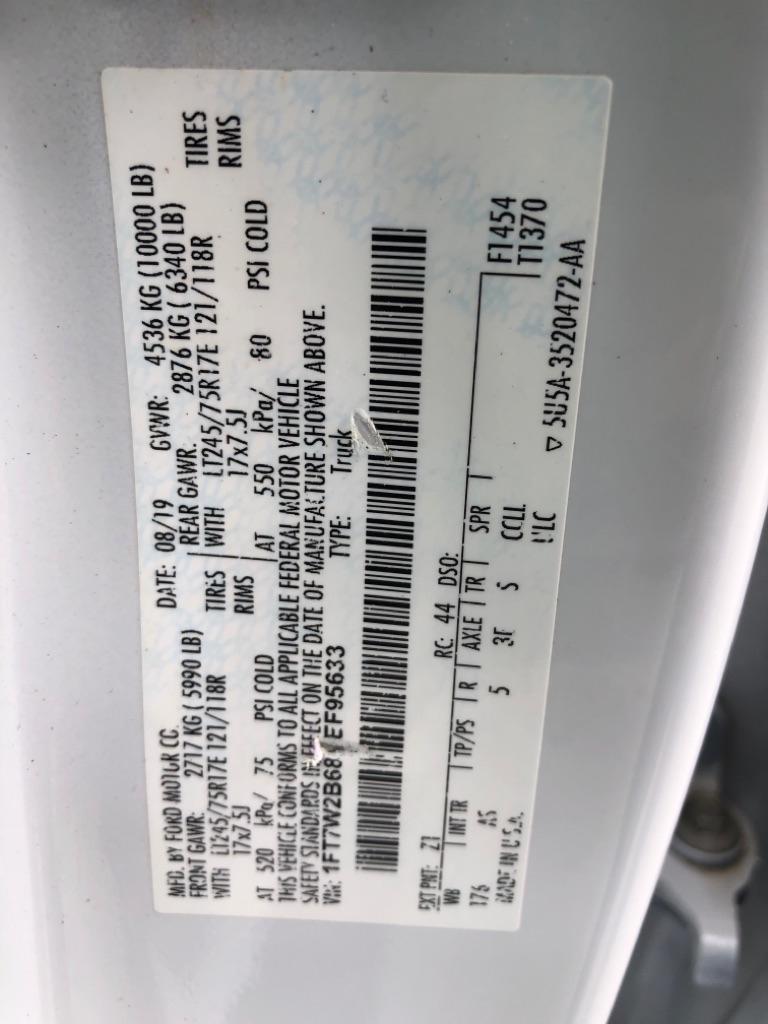 MFD. BY FORD MOTOR CO. DATE: 08/19 GVWR: 4536 KG (10000 LB)
FRONT GAWR: 2717 KG ( 5990 LB) REAR GAWR: 2876 KG ( 6340 LB)
WITH LT245/75R17E 121/118R TIRES WITH LT245/75R17E 121/118R TIRES
17x7.5J RIMS 17x7.5J RIMS
AT 520 kPa/ 75 PSI COLD AT 550 kPa/ 80 PSI COLD
THIS VEHICLE CONFORMS TO ALL APPLICABLE FEDERAL MOTOR VEHICLE
SAFETY STANDARDS IN EFFECT ON THE DATE OF MANUFACTURE SHOWN ABOVE.
VIN: TYPE: Truck
EXT PNT: Z1 RC: 44 DSO:
WB INT TR TP/PS R AXLE TR SPR F1454
176 AS 5 S T1370
MADE IN U.S.A. 5U5A-3520472-AA